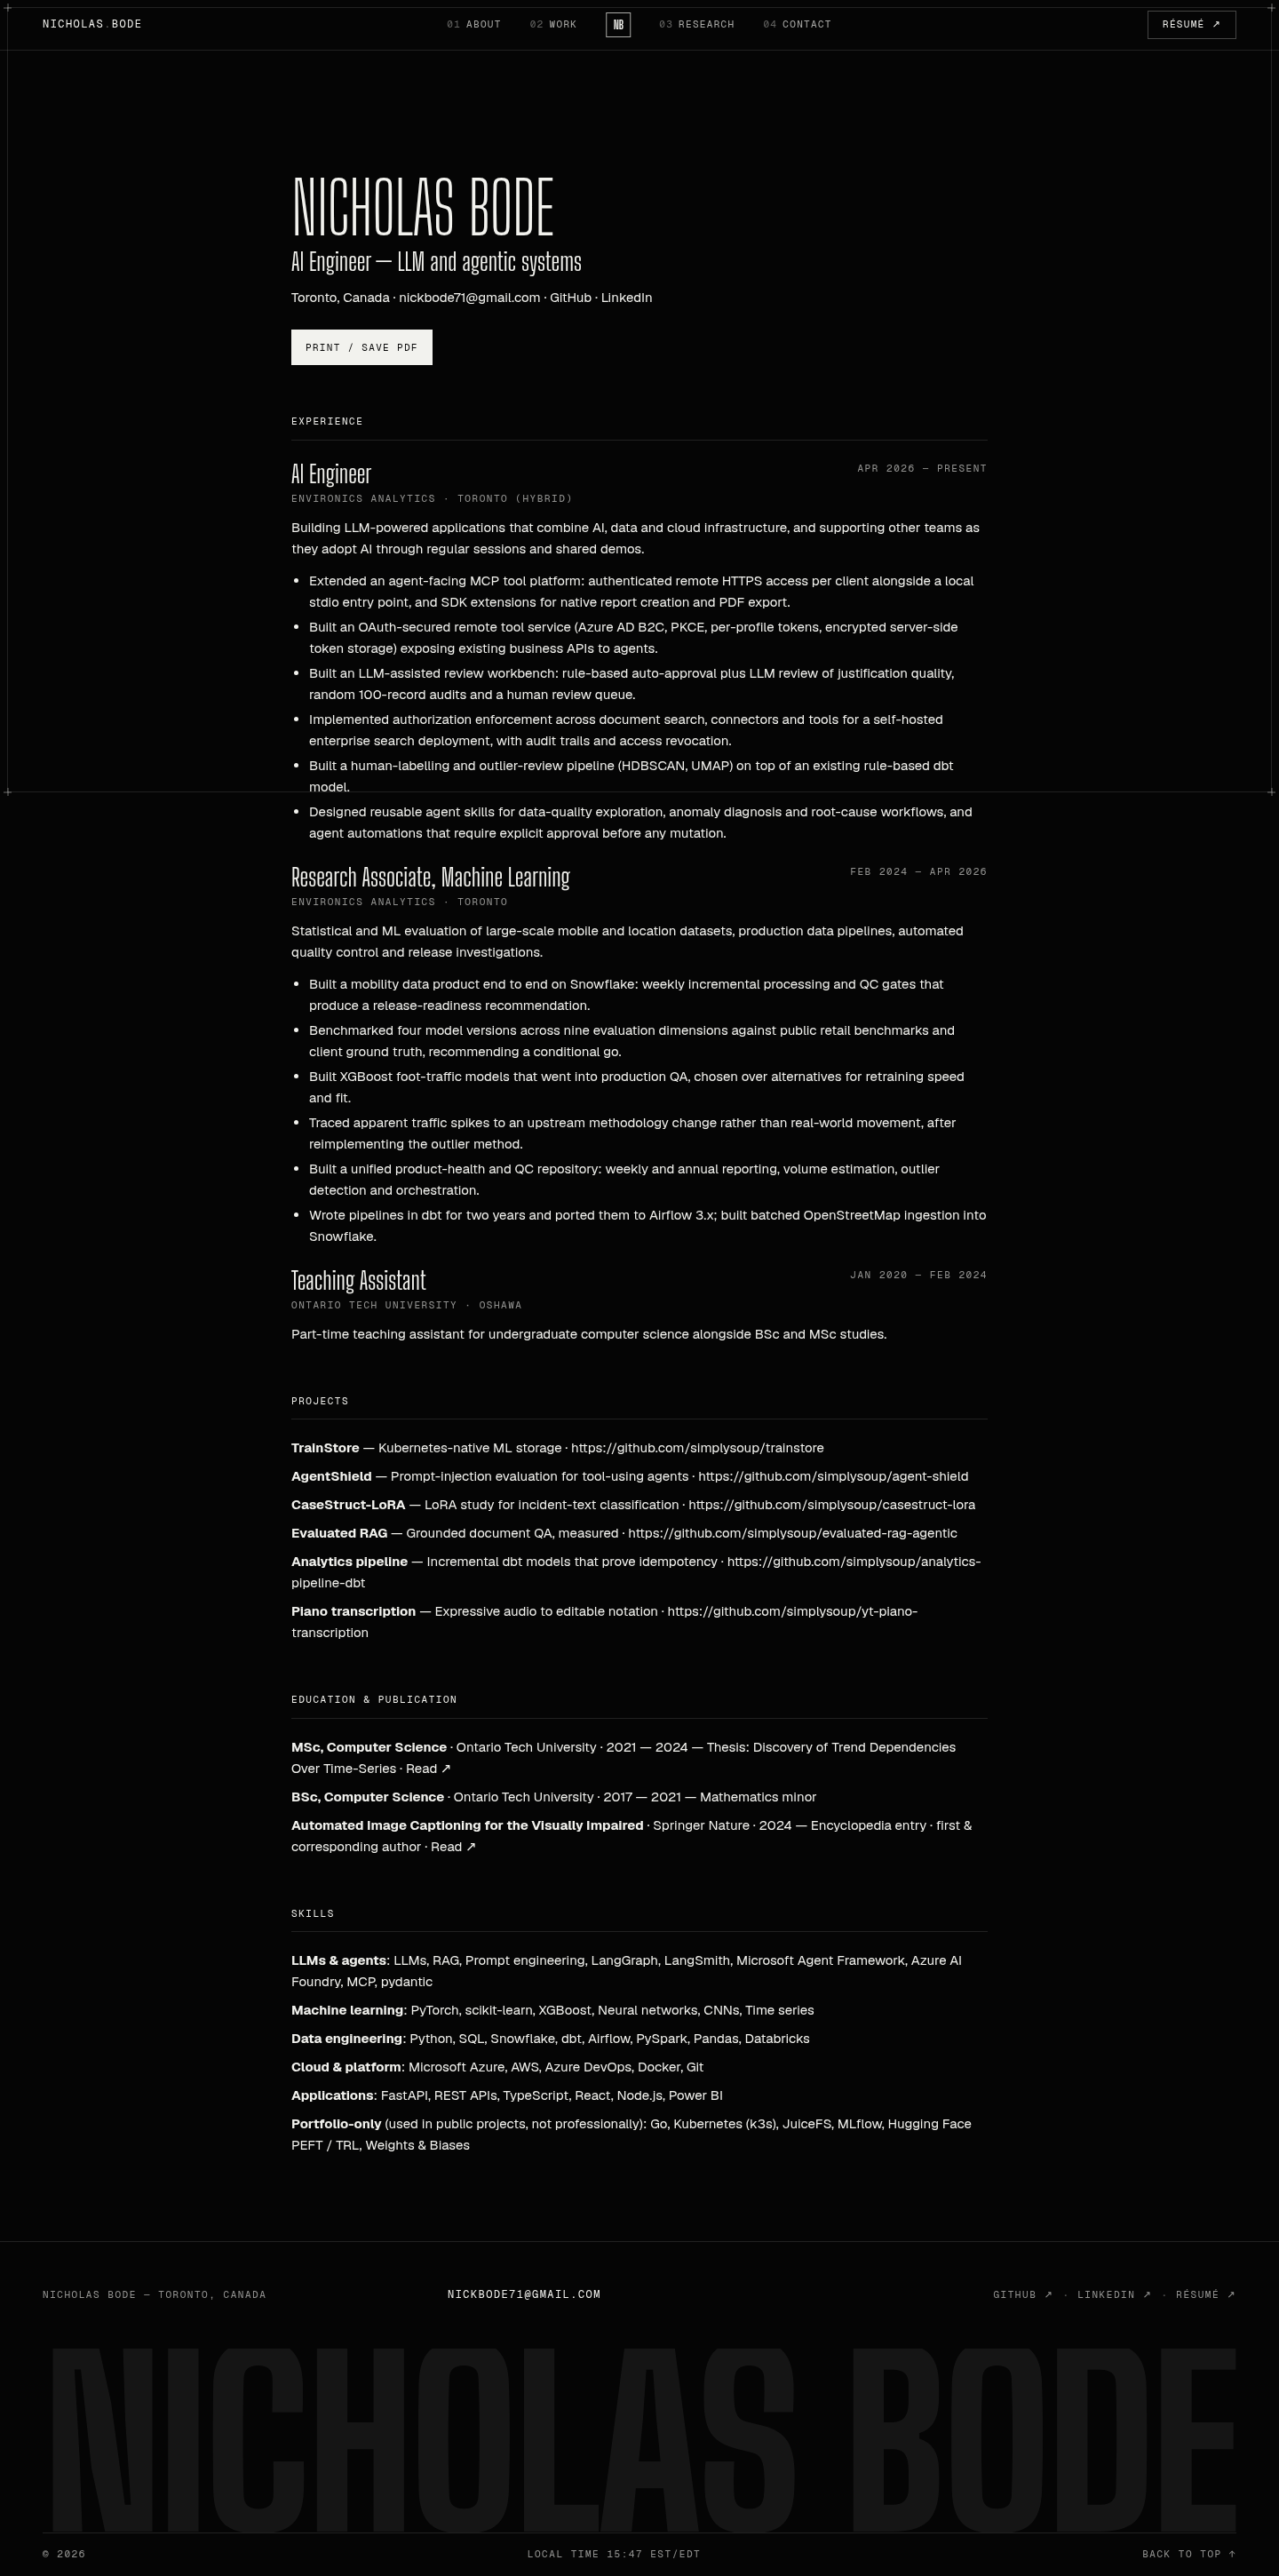 NICHOLAS.BODE
01 ABOUT 02 WORK NB 03 RESEARCH 04 CONTACT
RÉSUMÉ ↗
NICHOLAS BODE
AI Engineer — LLM and agentic systems
Toronto, Canada · nickbode71@gmail.com · GitHub · LinkedIn
PRINT / SAVE PDF
EXPERIENCE
AI Engineer
APR 2026 — PRESENT
ENVIRONICS ANALYTICS · TORONTO (HYBRID)
Building LLM-powered applications that combine AI, data and cloud infrastructure, and supporting other teams as
they adopt AI through regular sessions and shared demos.
• Extended an agent-facing MCP tool platform: authenticated remote HTTPS access per client alongside a local
stdio entry point, and SDK extensions for native report creation and PDF export.
• Built an OAuth-secured remote tool service (Azure AD B2C, PKCE, per-profile tokens, encrypted server-side
token storage) exposing existing business APIs to agents.
• Built an LLM-assisted review workbench: rule-based auto-approval plus LLM review of justification quality,
random 100-record audits and a human review queue.
• Implemented authorization enforcement across document search, connectors and tools for a self-hosted
enterprise search deployment, with audit trails and access revocation.
• Built a human-labelling and outlier-review pipeline (HDBSCAN, UMAP) on top of an existing rule-based dbt
model.
• Designed reusable agent skills for data-quality exploration, anomaly diagnosis and root-cause workflows, and
agent automations that require explicit approval before any mutation.
Research Associate, Machine Learning
FEB 2024 — APR 2026
ENVIRONICS ANALYTICS · TORONTO
Statistical and ML evaluation of large-scale mobile and location datasets, production data pipelines, automated
quality control and release investigations.
• Built a mobility data product end to end on Snowflake: weekly incremental processing and QC gates that
produce a release-readiness recommendation.
• Benchmarked four model versions across nine evaluation dimensions against public retail benchmarks and
client ground truth, recommending a conditional go.
• Built XGBoost foot-traffic models that went into production QA, chosen over alternatives for retraining speed
and fit.
• Traced apparent traffic spikes to an upstream methodology change rather than real-world movement, after
reimplementing the outlier method.
• Built a unified product-health and QC repository: weekly and annual reporting, volume estimation, outlier
detection and orchestration.
• Wrote pipelines in dbt for two years and ported them to Airflow 3.x; built batched OpenStreetMap ingestion into
Snowflake.
Teaching Assistant
JAN 2020 — FEB 2024
ONTARIO TECH UNIVERSITY · OSHAWA
Part-time teaching assistant for undergraduate computer science alongside BSc and MSc studies.
PROJECTS
TrainStore — Kubernetes-native ML storage · https://github.com/simplysoup/trainstore
AgentShield — Prompt-injection evaluation for tool-using agents · https://github.com/simplysoup/agent-shield
CaseStruct-LoRA — LoRA study for incident-text classification · https://github.com/simplysoup/casestruct-lora
Evaluated RAG — Grounded document QA, measured · https://github.com/simplysoup/evaluated-rag-agentic
Analytics pipeline — Incremental dbt models that prove idempotency · https://github.com/simplysoup/analytics-
pipeline-dbt
Piano transcription — Expressive audio to editable notation · https://github.com/simplysoup/yt-piano-
transcription
EDUCATION & PUBLICATION
MSc, Computer Science · Ontario Tech University · 2021 — 2024 — Thesis: Discovery of Trend Dependencies
Over Time-Series · Read ↗
BSc, Computer Science · Ontario Tech University · 2017 — 2021 — Mathematics minor
Automated Image Captioning for the Visually Impaired · Springer Nature · 2024 — Encyclopedia entry · first &
corresponding author · Read ↗
SKILLS
LLMs & agents: LLMs, RAG, Prompt engineering, LangGraph, LangSmith, Microsoft Agent Framework, Azure AI
Foundry, MCP, pydantic
Machine learning: PyTorch, scikit-learn, XGBoost, Neural networks, CNNs, Time series
Data engineering: Python, SQL, Snowflake, dbt, Airflow, PySpark, Pandas, Databricks
Cloud & platform: Microsoft Azure, AWS, Azure DevOps, Docker, Git
Applications: FastAPI, REST APIs, TypeScript, React, Node.js, Power BI
Portfolio-only (used in public projects, not professionally): Go, Kubernetes (k3s), JuiceFS, MLflow, Hugging Face
PEFT / TRL, Weights & Biases
NICHOLAS BODE — TORONTO, CANADA
NICKBODE71@GMAIL.COM
GITHUB ↗ · LINKEDIN ↗ · RÉSUMÉ ↗
NICHOLAS BODE
© 2026
LOCAL TIME 15:47 EST/EDT
BACK TO TOP ↑